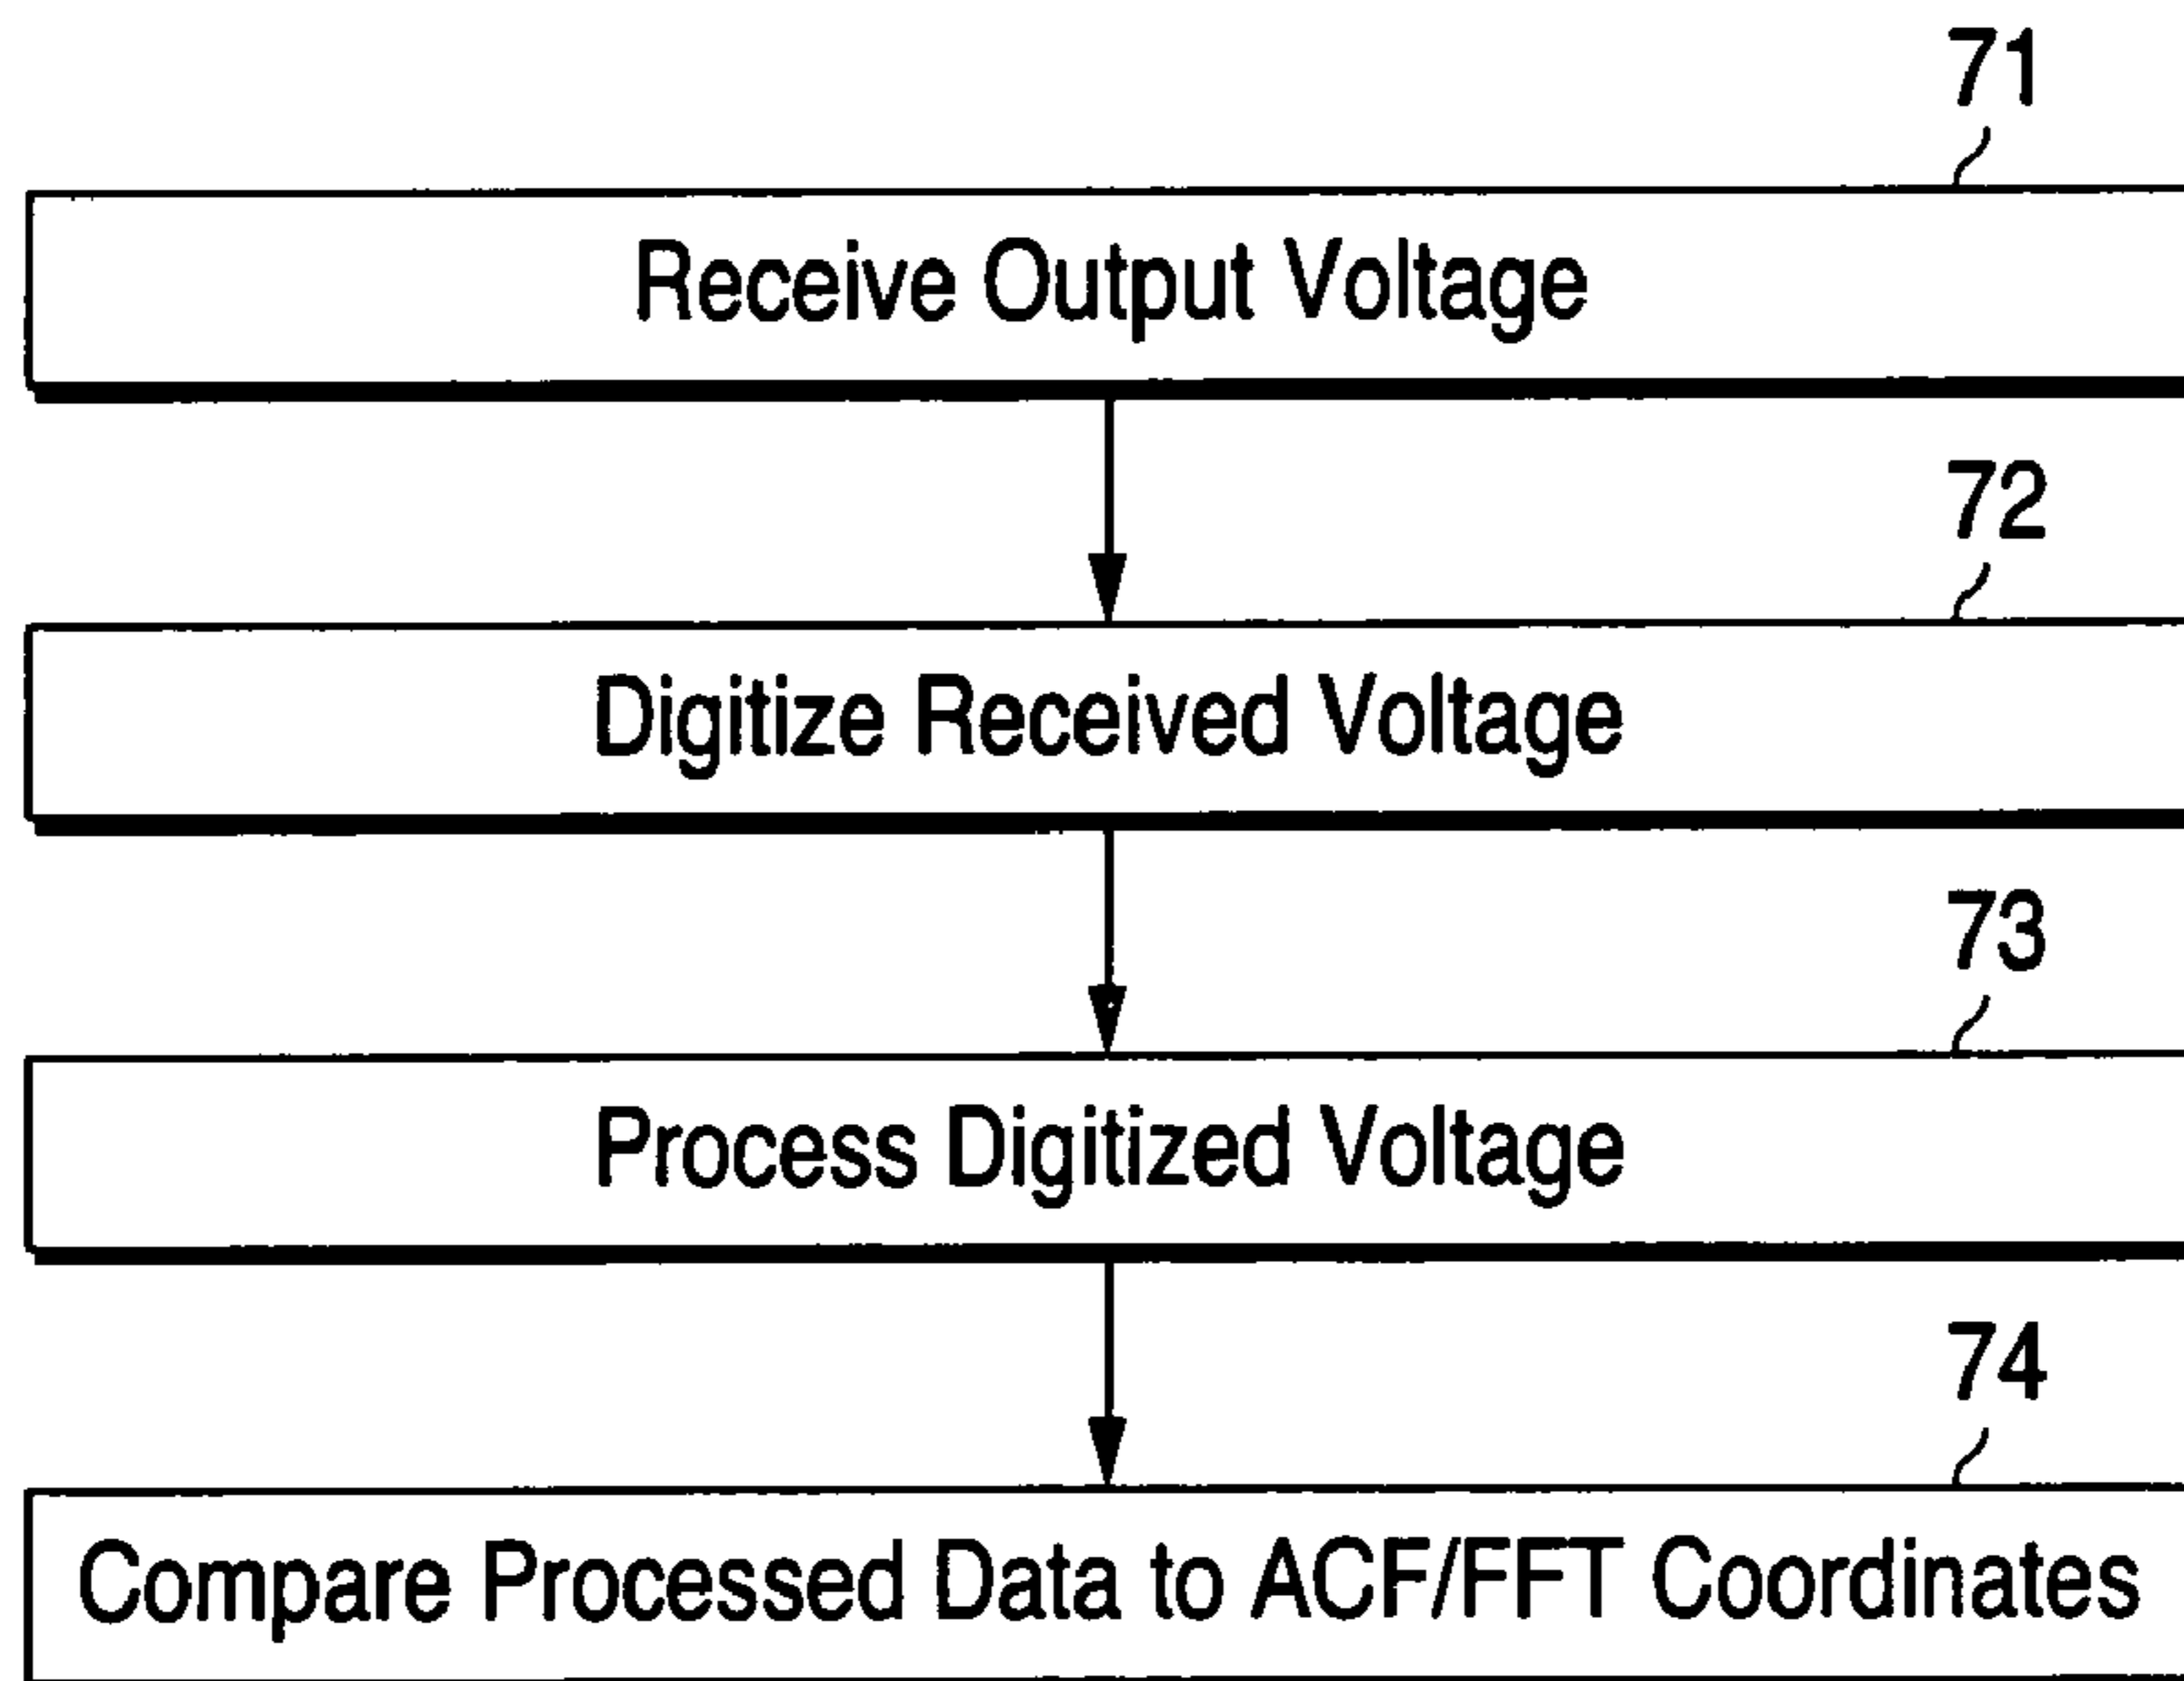 71
Receive Output Voltage
72
Digitize Received Voltage
73
Process Digitized Voltage
74
Compare Processed Data to ACF/FFT Coordinates